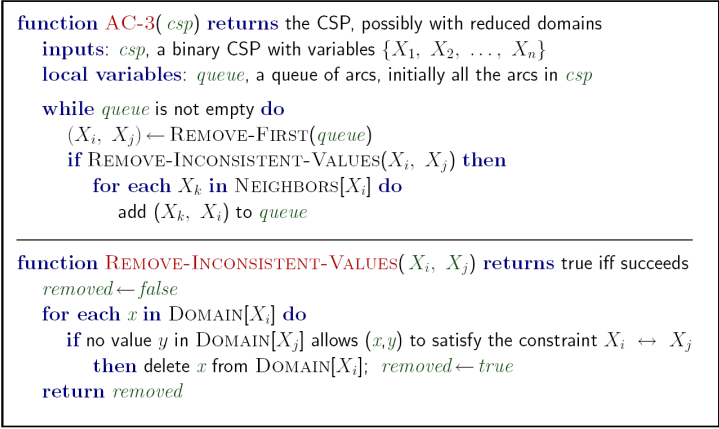 function AC-3( csp) returns the CSP, possibly with reduced domains
inputs: csp, a binary CSP with variables {X1, X2, ..., Xn}
local variables: queue, a queue of arcs, initially all the arcs in csp
while queue is not empty do
(Xi, Xj) ← Remove-First(queue)
if Remove-Inconsistent-Values(Xi, Xj) then
for each Xk in Neighbors[Xi] do
add (Xk, Xi) to queue
function Remove-Inconsistent-Values( Xi, Xj) returns true iff succeeds
removed ← false
for each x in Domain[Xi] do
if no value y in Domain[Xj] allows (x,y) to satisfy the constraint Xi ↔ Xj
then delete x from Domain[Xi]; removed ← true
return removed